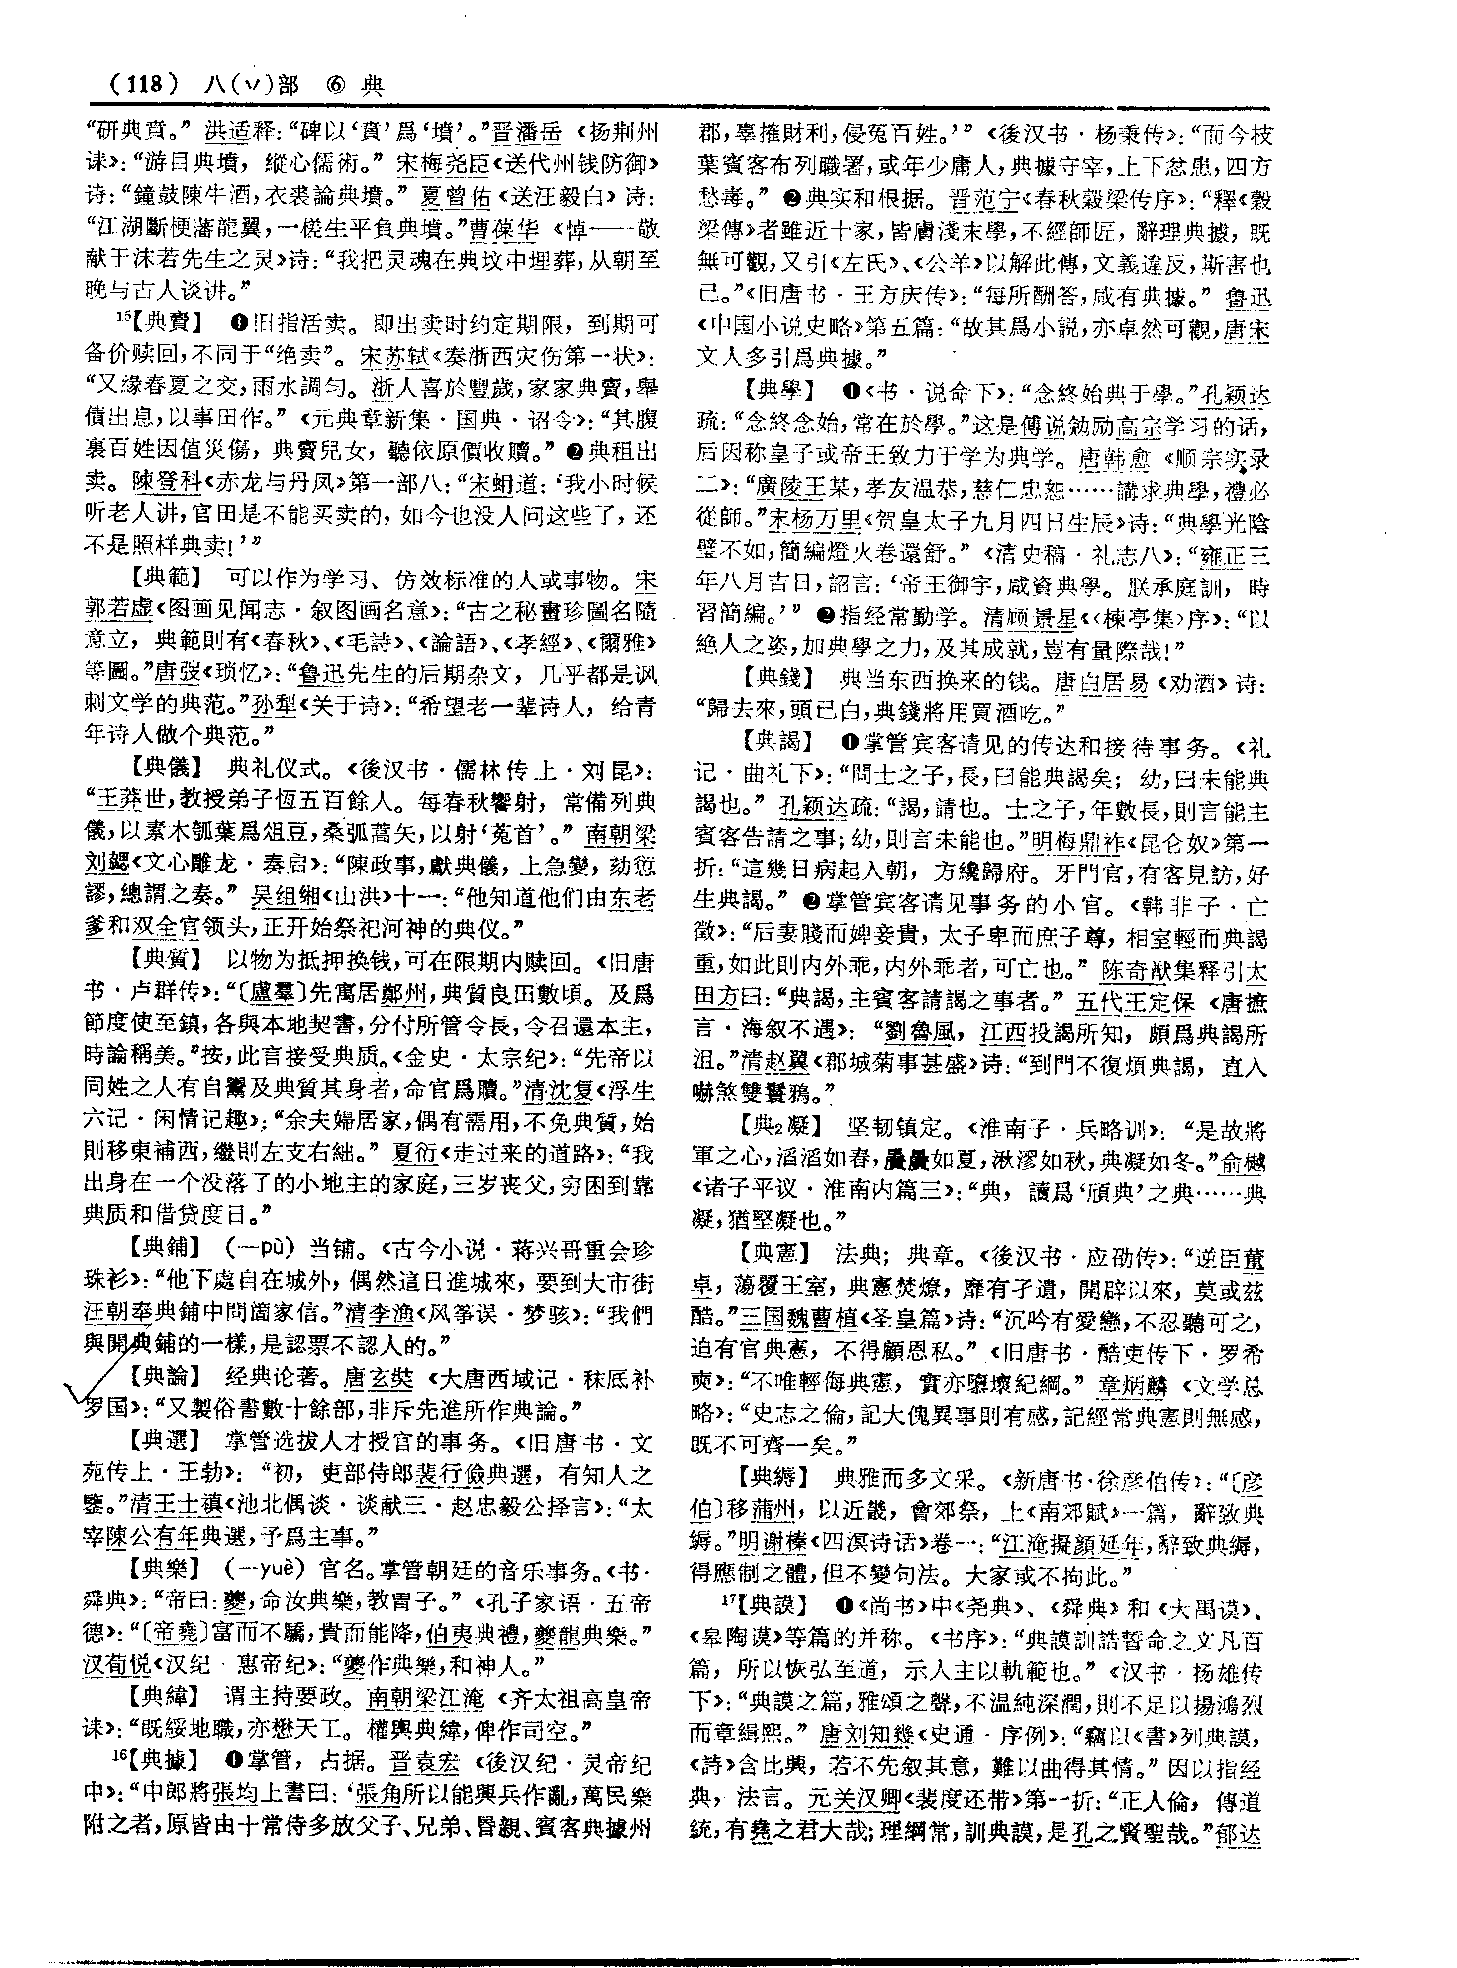 （118） 八(丷)部 ⑥ 典
“研典賁。” 洪适释：“碑以‘賁’爲‘墳’。”晋潘岳《扬荆州
诔》：“游目典墳，縱心儒術。” 宋梅尧臣《送代州钱防御》
诗：“鐘鼓陳牛酒，衣裘論典墳。” 夏曾佑《送汪毅白》诗：
“江湖斷梗瀋龍翼，一榿生平負典墳。”曹葆华《悼——敬
献于沫若先生之灵》诗：“我把灵魂在典坟中埋葬，从朝至
晚与古人谈讲。”
¹⁵【典賣】 ❶旧指活卖。即出卖时约定期限，到期可
备价赎回，不同于“绝卖”。宋苏轼《奏浙西灾伤第一状》：
“又缘春夏之交，雨水調匀。浙人喜於豐歲，家家典賣，舉
債出息，以事田作。”《元典章新集·国典·诏令》：“其腹
裏百姓因值災傷，典賣兒女，聽依原價收贖。”❷典租出
卖。陳登科《赤龙与丹凤》第一部八：“宋蚏道：‘我小时候
听老人讲，官田是不能买卖的，如今也没人问这些了，还
不是照样典卖！’”
【典範】 可以作为学习、仿效标准的人或事物。宋
郭若虚《图画见闻志·叙图画名意》：“古之秘畫珍圖名隨
意立，典範則有《春秋》、《毛詩》、《論語》、《孝經》、《爾雅》
等圖。”唐弢《琐忆》：“魯迅先生的后期杂文，几乎都是讽
刺文学的典范。”孙犁《关于诗》：“希望老一辈诗人，给青
年诗人做个典范。”
【典儀】 典礼仪式。《後汉书·儒林传上·刘昆》：
“王莽世，教授弟子恆五百餘人。每春秋饗射，常備列典
儀，以素木瓠葉爲俎豆，桑弧蒿矢，以射‘菟首’。” 南朝梁
刘勰《文心雕龙·奏启》：“陳政事，獻典儀，上急變，劾愆
謬，總謂之奏。” 吴组缃《山洪》十一：“他知道他们由东老
爹和双全官领头，正开始祭祀河神的典仪。”
【典質】 以物为抵押换钱，可在限期内赎回。《旧唐
书·卢群传》：“〔盧羣〕先寓居鄭州，典質良田數頃。及爲
節度使至鎮，各與本地契書，分付所管令長，令召還本主，
時論稱美。”按，此言接受典质。《金史·太宗纪》：“先帝以
同姓之人有自鬻及典質其身者，命官爲贖。”清沈复《浮生
六记·闲情记趣》：“余夫婦居家，偶有需用，不免典質，始
則移東補西，繼則左支右絀。” 夏衍《走过来的道路》：“我
出身在一个没落了的小地主的家庭，三岁丧父，穷困到靠
典质和借贷度日。”
【典鋪】 （—pù）当铺。《古今小说·蒋兴哥重会珍
珠衫》：“他下處自在城外，偶然這日進城來，要到大市街
汪朝奉典鋪中問箇家信。”清李渔《风筝误·梦骇》：“我們
與開典鋪的一樣，是認票不認人的。”
【典論】 经典论著。唐玄奘《大唐西域记·秣底补
罗国》：“又製俗書數十餘部，非斥先進所作典論。”
【典選】 掌管选拔人才授官的事务。《旧唐书·文
苑传上·王勃》：“初，吏部侍郎裴行儉典選，有知人之
鑒。”清王士禛《池北偶谈·谈献三·赵忠毅公择言》：“太
宰陳公有年典選，予爲主事。”
【典樂】（—yuè）官名。掌管朝廷的音乐事务。《书·
舜典》：“帝曰：夔，命汝典樂，教胄子。”《孔子家语·五帝
德》：“〔帝堯〕富而不驕，貴而能降，伯夷典禮，夔龍典樂。”
汉荀悦《汉纪·惠帝纪》：“夔作典樂，和神人。”
【典緯】 谓主持要政。南朝梁江淹《齐太祖高皇帝
诔》：“既綏地職，亦懋天工。權輿典緯，俾作司空。”
¹⁶【典據】 ❶掌管，占据。晋袁宏《後汉纪·灵帝纪
中》：“中郎將張均上書曰：‘張角所以能興兵作亂，萬民樂
附之者，原皆由十常侍多放父子、兄弟、昬親、賓客典據州
郡，辜搉財利，侵寃百姓。’”《後汉书·杨秉传》：“而今枝
葉賓客布列職署，或年少庸人，典據守宰，上下忿患，四方
愁毒。”❷典实和根据。晋范宁《春秋穀梁传序》：“釋《穀
梁傳》者雖近十家，皆膚淺末學，不經師匠，辭理典據，既
無可觀，又引《左氏》、《公羊》以解此傳，文義違反，斯害也
已。”《旧唐书·王方庆传》：“每所酬答，咸有典據。” 鲁迅
《中国小说史略》第五篇：“故其爲小説，亦卓然可觀，唐宋
文人多引爲典據。”
【典學】 ❶《书·说命下》：“念終始典于學。”孔颖达
疏：“念終念始，常在於學。”这是傅说勉励高宗学习的话，
后因称皇子或帝王致力于学为典学。唐韩愈《顺宗实录
二》：“廣陵王某，孝友温恭，慈仁忠恕……講求典學，禮必
從師。”宋杨万里《贺皇太子九月四日生辰》诗：“典學光陰
璧不如，簡編燈火卷還舒。”《清史稿·礼志八》：“雍正三
年八月吉日，詔言：‘帝王御宇，咸資典學。朕承庭訓，時
習簡編。’”❷指经常勤学。清顾景星《〈楝亭集〉序》：“以
絶人之姿，加典學之力，及其成就，豈有量際哉！”
【典錢】 典当东西换来的钱。唐白居易《劝酒》诗：
“歸去來，頭已白，典錢將用買酒吃。”
【典謁】 ❶掌管宾客请见的传达和接待事务。《礼
记·曲礼下》：“問士之子，長，曰能典謁矣；幼，曰未能典
謁也。” 孔颖达疏：“謁，請也。士之子，年數長，則言能主
賓客告請之事；幼，則言未能也。”明梅鼎祚《昆仑奴》第一
折：“這幾日病起入朝，方纔歸府。牙門官，有客見訪，好
生典謁。”❷掌管宾客请见事务的小官。《韩非子·亡
徵》：“后妻賤而婢妾貴，太子卑而庶子尊，相室輕而典謁
重，如此則内外乖，内外乖者，可亡也。” 陈奇猷集释引太
田方曰：“典謁，主賓客請謁之事者。” 五代王定保《唐摭
言·海叙不遇》：“劉魯風，江西投謁所知，頗爲典謁所
沮。”清赵翼《郡城菊事甚盛》诗：“到門不復煩典謁，直入
嚇煞雙鬟鴉。”
【典₂凝】 坚韧镇定。《淮南子·兵略训》：“是故將
軍之心，滔滔如春，曠曠如夏，湫漻如秋，典凝如冬。”俞樾
《诸子平议·淮南内篇三》：“典，讀爲‘頎典’之典……典
凝，猶堅凝也。”
【典憲】 法典；典章。《後汉书·应劭传》：“逆臣董
卓，蕩覆王室，典憲焚燎，靡有孑遺，開辟以來，莫或兹
酷。”三国魏曹植《圣皇篇》诗：“沉吟有愛戀，不忍聽可之，
迫有官典憲，不得顧恩私。”《旧唐书·酷吏传下·罗希
奭》：“不唯輕侮典憲，實亦隳壞紀綱。” 章炳麟《文学总
略》：“史志之倫，記大傀異事則有感，記經常典憲則無感，
既不可齊一矣。”
【典縟】 典雅而多文采。《新唐书·徐彦伯传》：“〔彦
伯〕移蒲州，以近畿，會郊祭，上《南郊賦》一篇，辭致典
縟。”明谢榛《四溟诗话》卷一：“江淹擬顔延年，辭致典縟，
得應制之體，但不變句法。大家或不拘此。”
¹⁷【典謨】 ❶《尚书》中《尧典》、《舜典》和《大禹谟》、
《皋陶谟》等篇的并称。《书序》：“典謨訓誥誓命之文凡百
篇，所以恢弘至道，示人主以軌範也。”《汉书·扬雄传
下》：“典謨之篇，雅頌之聲，不温純深潤，則不足以揚鴻烈
而章緝熙。” 唐刘知幾《史通·序例》：“竊以《書》列典謨，
《詩》含比興，若不先叙其意，難以曲得其情。”因以指经
典，法言。元关汉卿《裴度还带》第一折：“正人倫，傳道
統，有堯之君大哉；理綱常，訓典謨，是孔之賢聖哉。”郁达